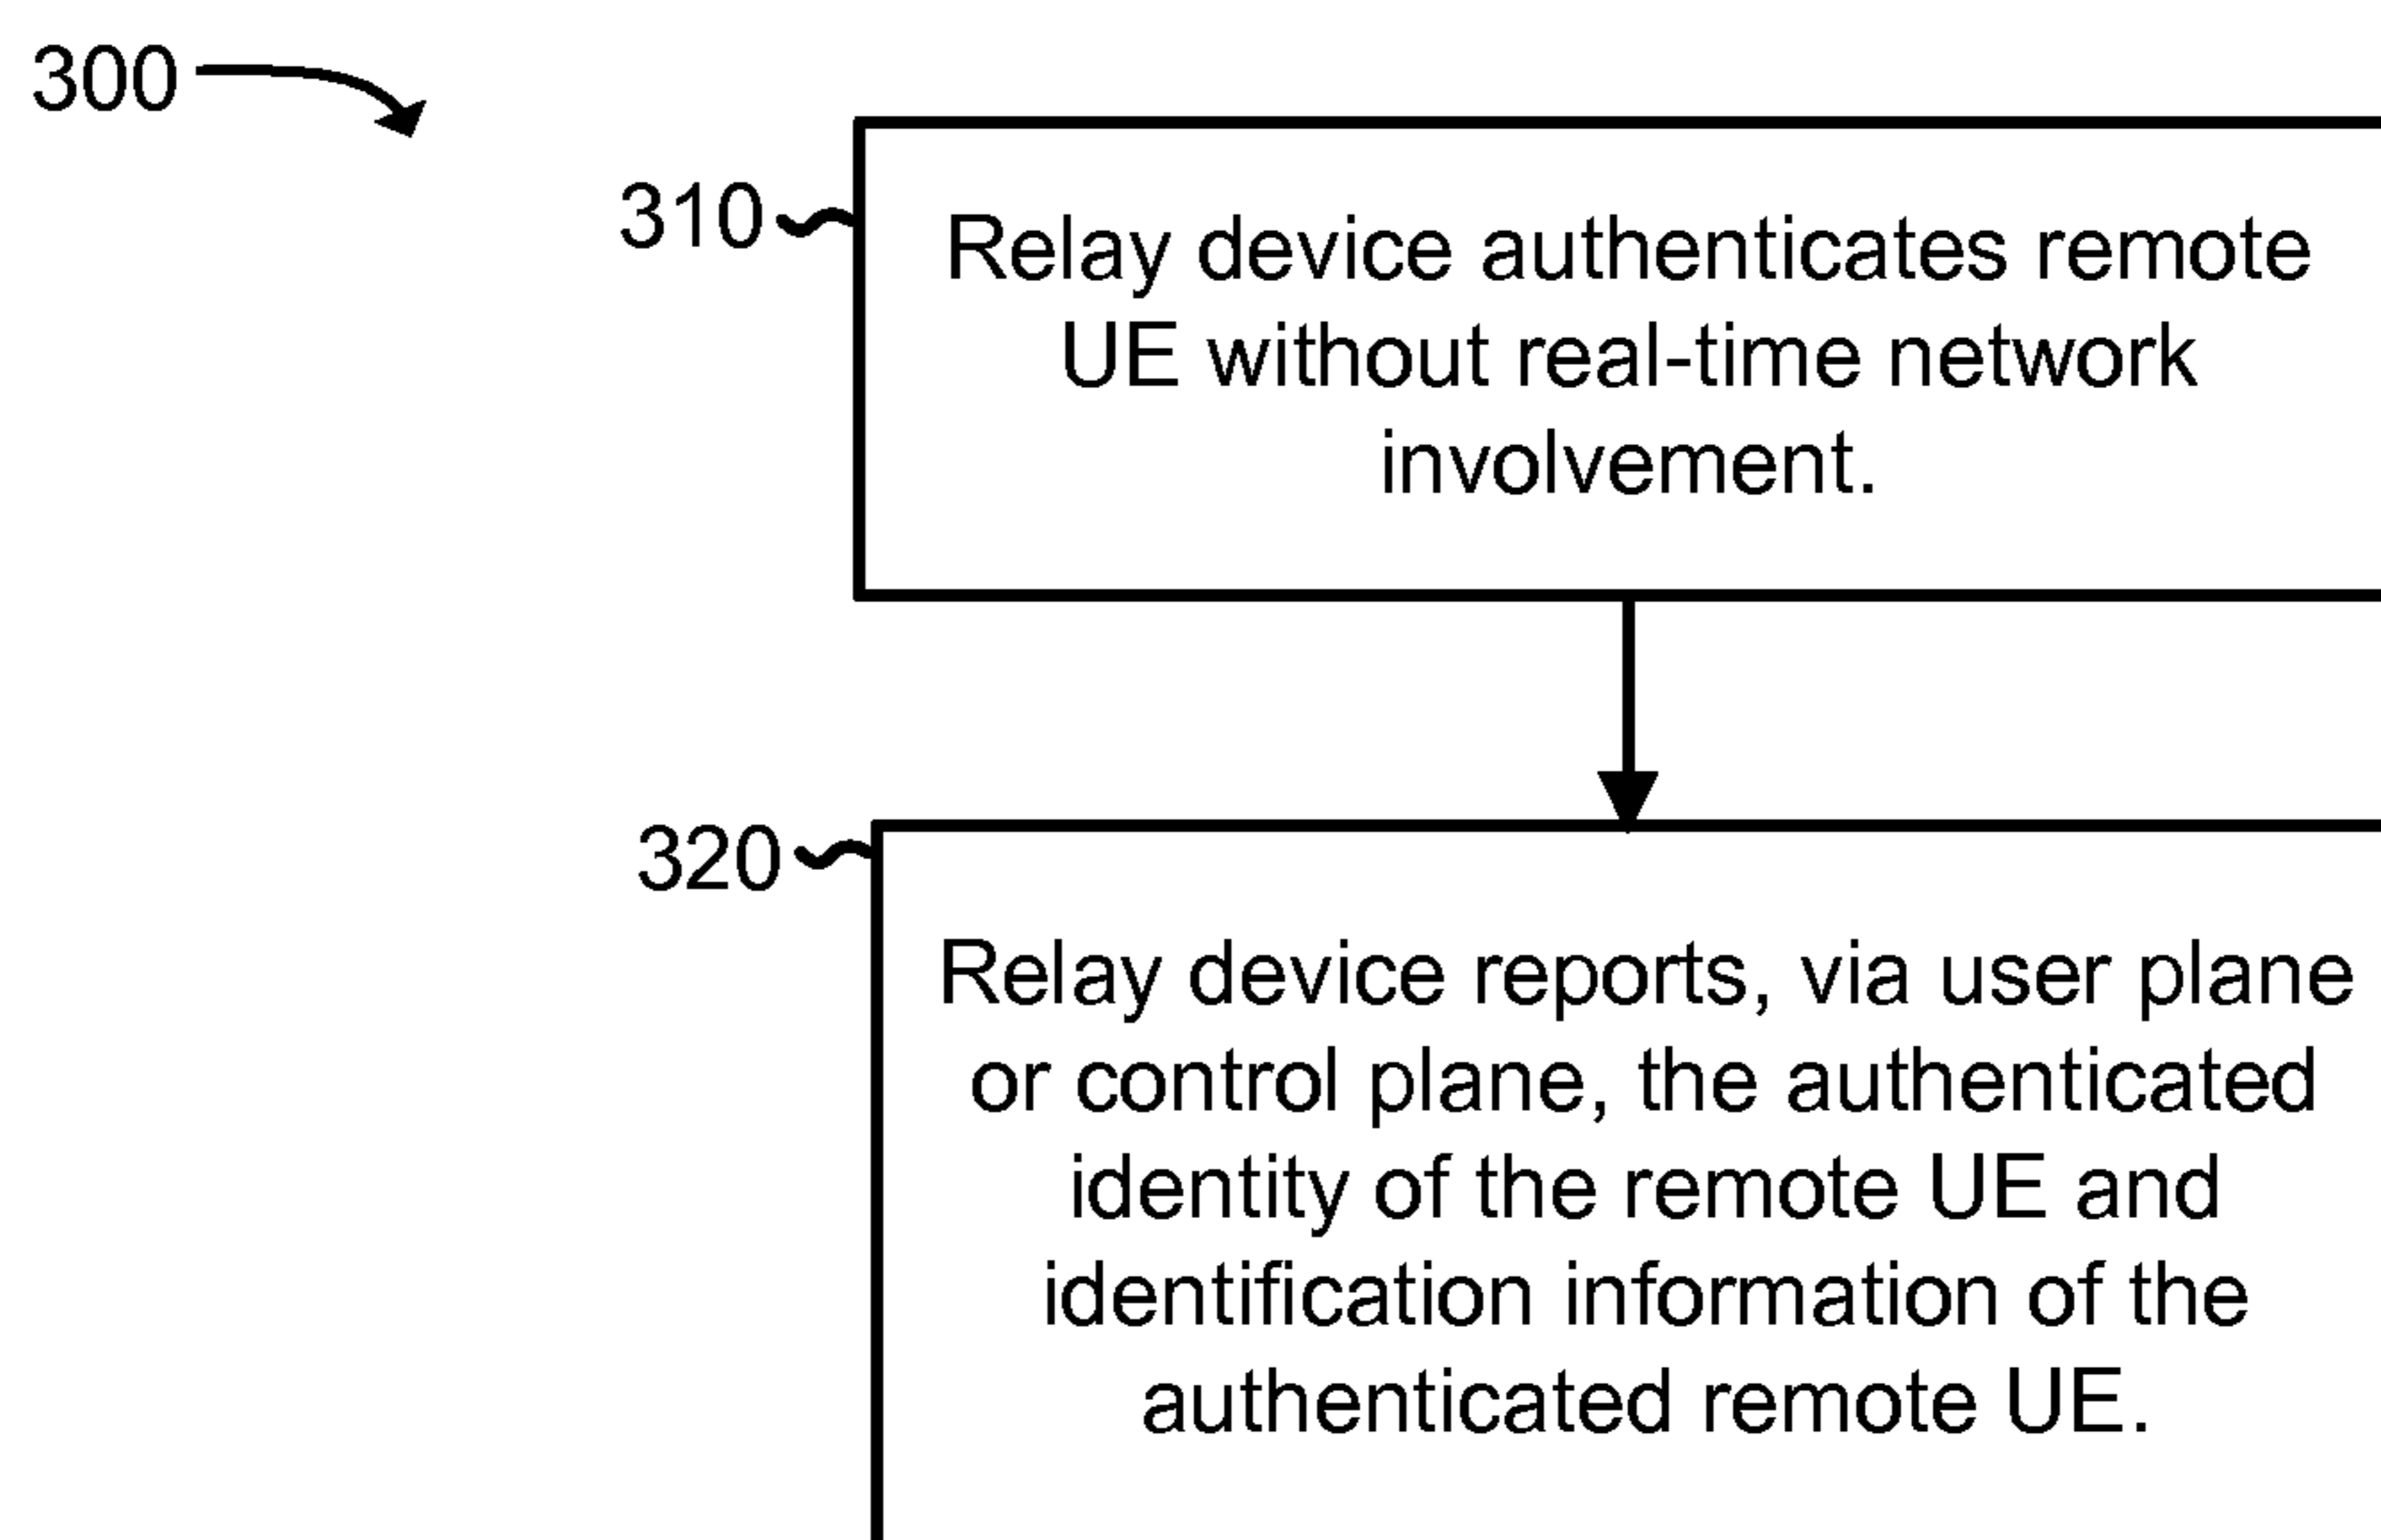 300
310
Relay device authenticates remote
UE without real-time network
involvement.
320
Relay device reports, via user plane
or control plane, the authenticated
identity of the remote UE and
identification information of the
authenticated remote UE.